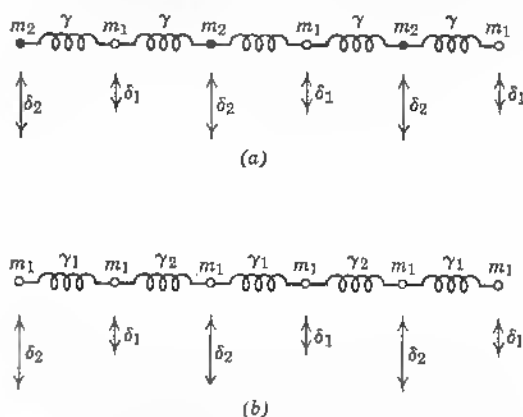 m₂ γ m₁ γ m₂ m₁ γ m₂ γ m₁
δ₂ δ₁ δ₂ δ₁ δ₂ δ₁
(a)
m₁ γ₁ m₁ γ₂ m₁ γ₁ m₁ γ₂ m₁ γ₁ m₁
δ₂ δ₁ δ₂ δ₁ δ₂ δ₁
(b)